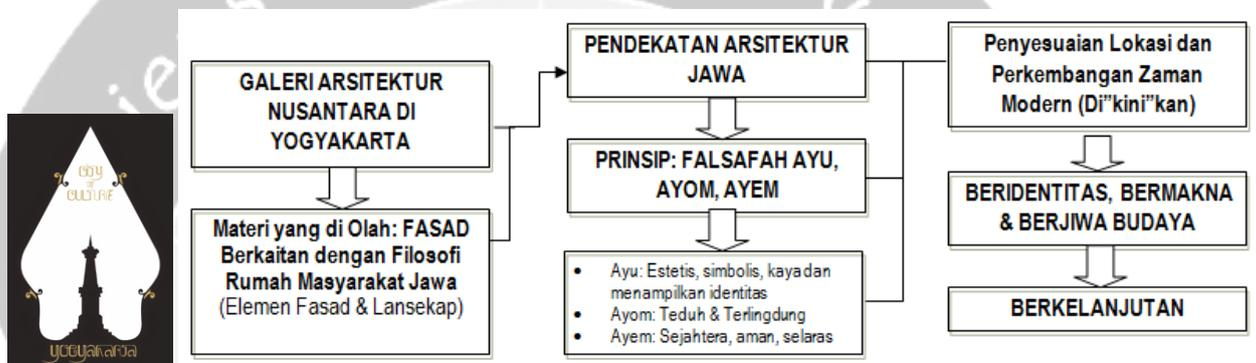 CITY
OF
CULTURE
YOGYAKARTA
GALERI ARSITEKTUR
NUSANTARA DI
YOGYAKARTA
Materi yang di Olah: FASAD
Berkaitan dengan Filosofi
Rumah Masyarakat Jawa
(Elemen Fasad & Lansekap)
PENDEKATAN ARSITEKTUR
JAWA
PRINSIP: FALSAFAH AYU,
AYOM, AYEM
• Ayu: Estetis, simbolis, kaya dan
menampilkan identitas
• Ayom: Teduh & Terlingdung
• Ayem: Sejahtera, aman, selaras
Penyesuaian Lokasi dan
Perkembangan Zaman
Modern (Di”kini”kan)
BERIDENTITAS, BERMAKNA
& BERJIWA BUDAYA
BERKELANJUTAN